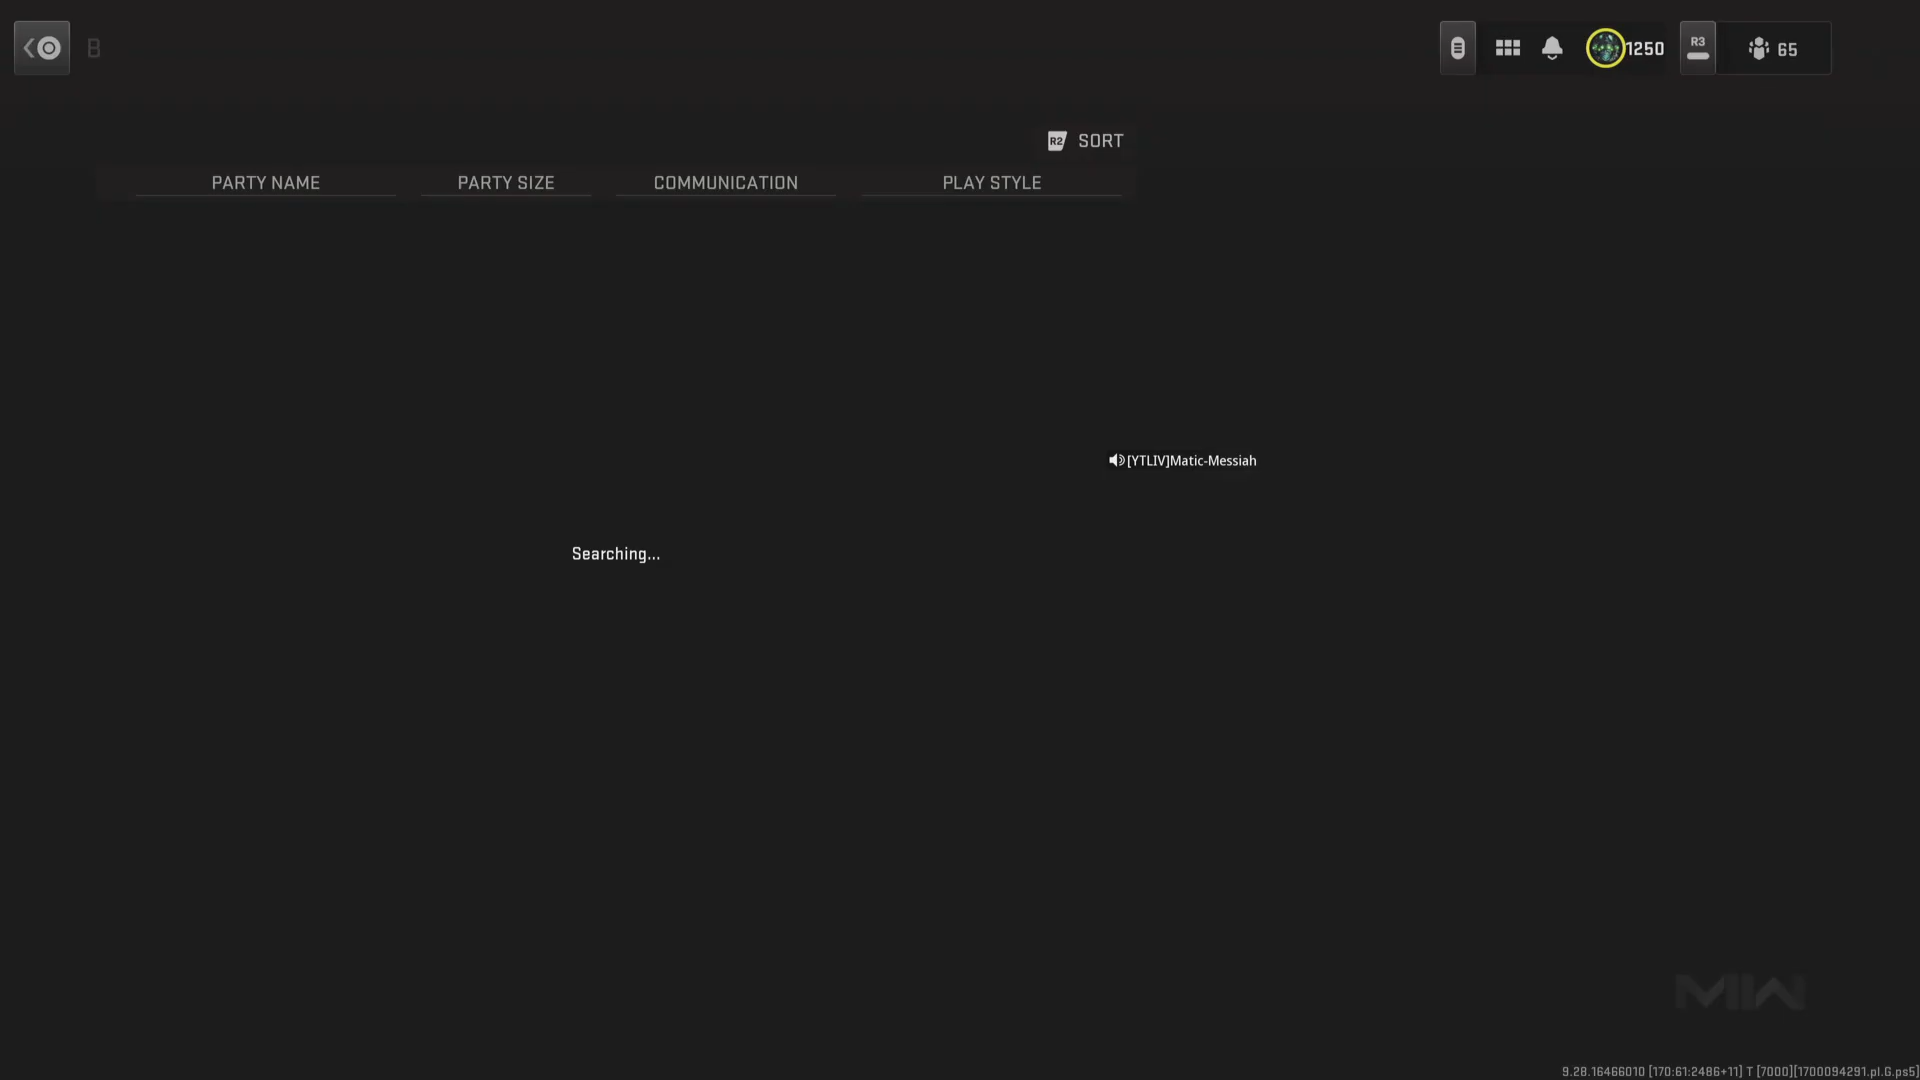 B
1250
R3
65
R2 SORT
PARTY NAME PARTY SIZE COMMUNICATION PLAY STYLE
[YTLIV]Matic-Messiah
Searching...
MW
9.28.16466010 [170:61:2486+11] T [7000][1700094291.pl.G.ps5]